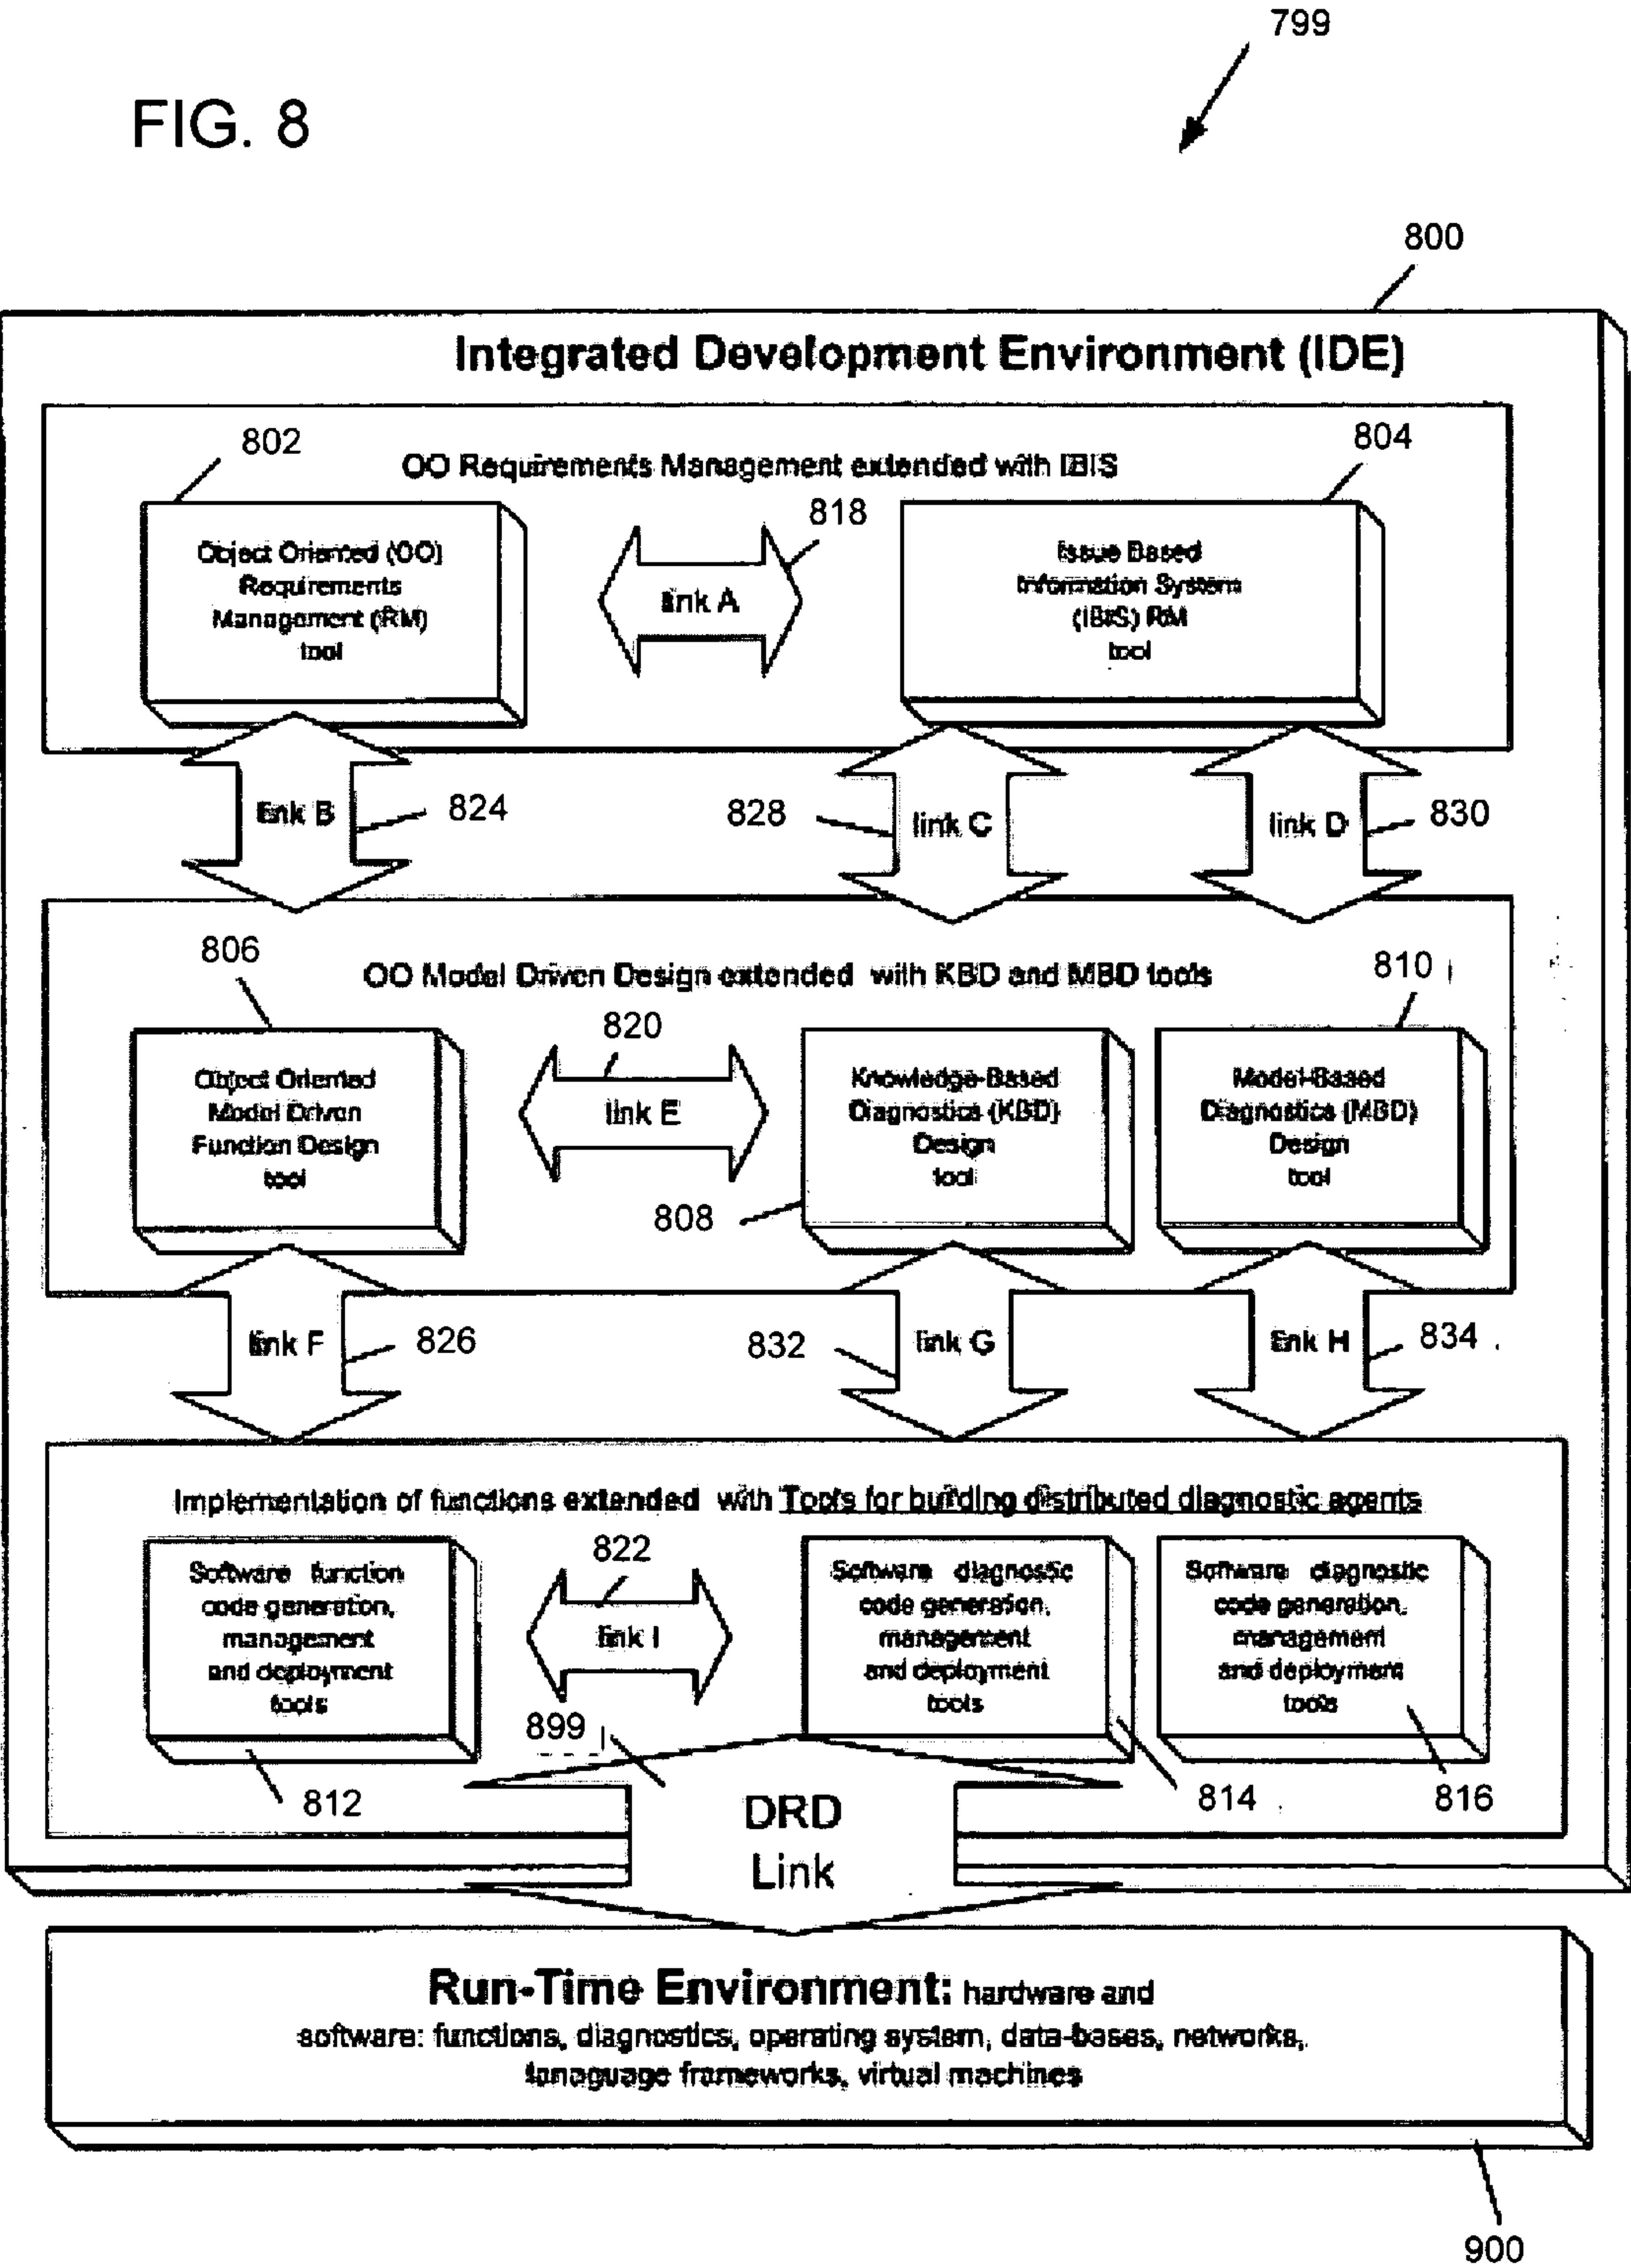 799
FIG. 8
800
Integrated Development Environment (IDE)
802
804
OO Requirements Management extended with IBIS
818
Object Oriented (OO)
Requirements
Management (RM)
tool
link A
Issue Based
Information System
(IBIS) RM
tool
link B
824
828
link C
link D
830
806
OO Model Driven Design extended with KBD and MBD tools
810
820
Object Oriented
Model Driven
Function Design
tool
link E
Knowledge-Based
Diagnostics (KBD)
Design
tool
Model-Based
Diagnostics (MBD)
Design
tool
808
link F
826
832
link G
link H
834
Implementation of functions extended with Tools for building distributed diagnostic agents
822
Software function
code generation,
management
and deployment
tools
link I
Software diagnostic
code generation,
management
and deployment
tools
Software diagnostic
code generation,
management
and deployment
tools
899
812
814
816
DRD
Link
Run-Time Environment: hardware and
software: functions, diagnostics, operating system, data-bases, networks,
lanaguage frameworks, virtual machines
900